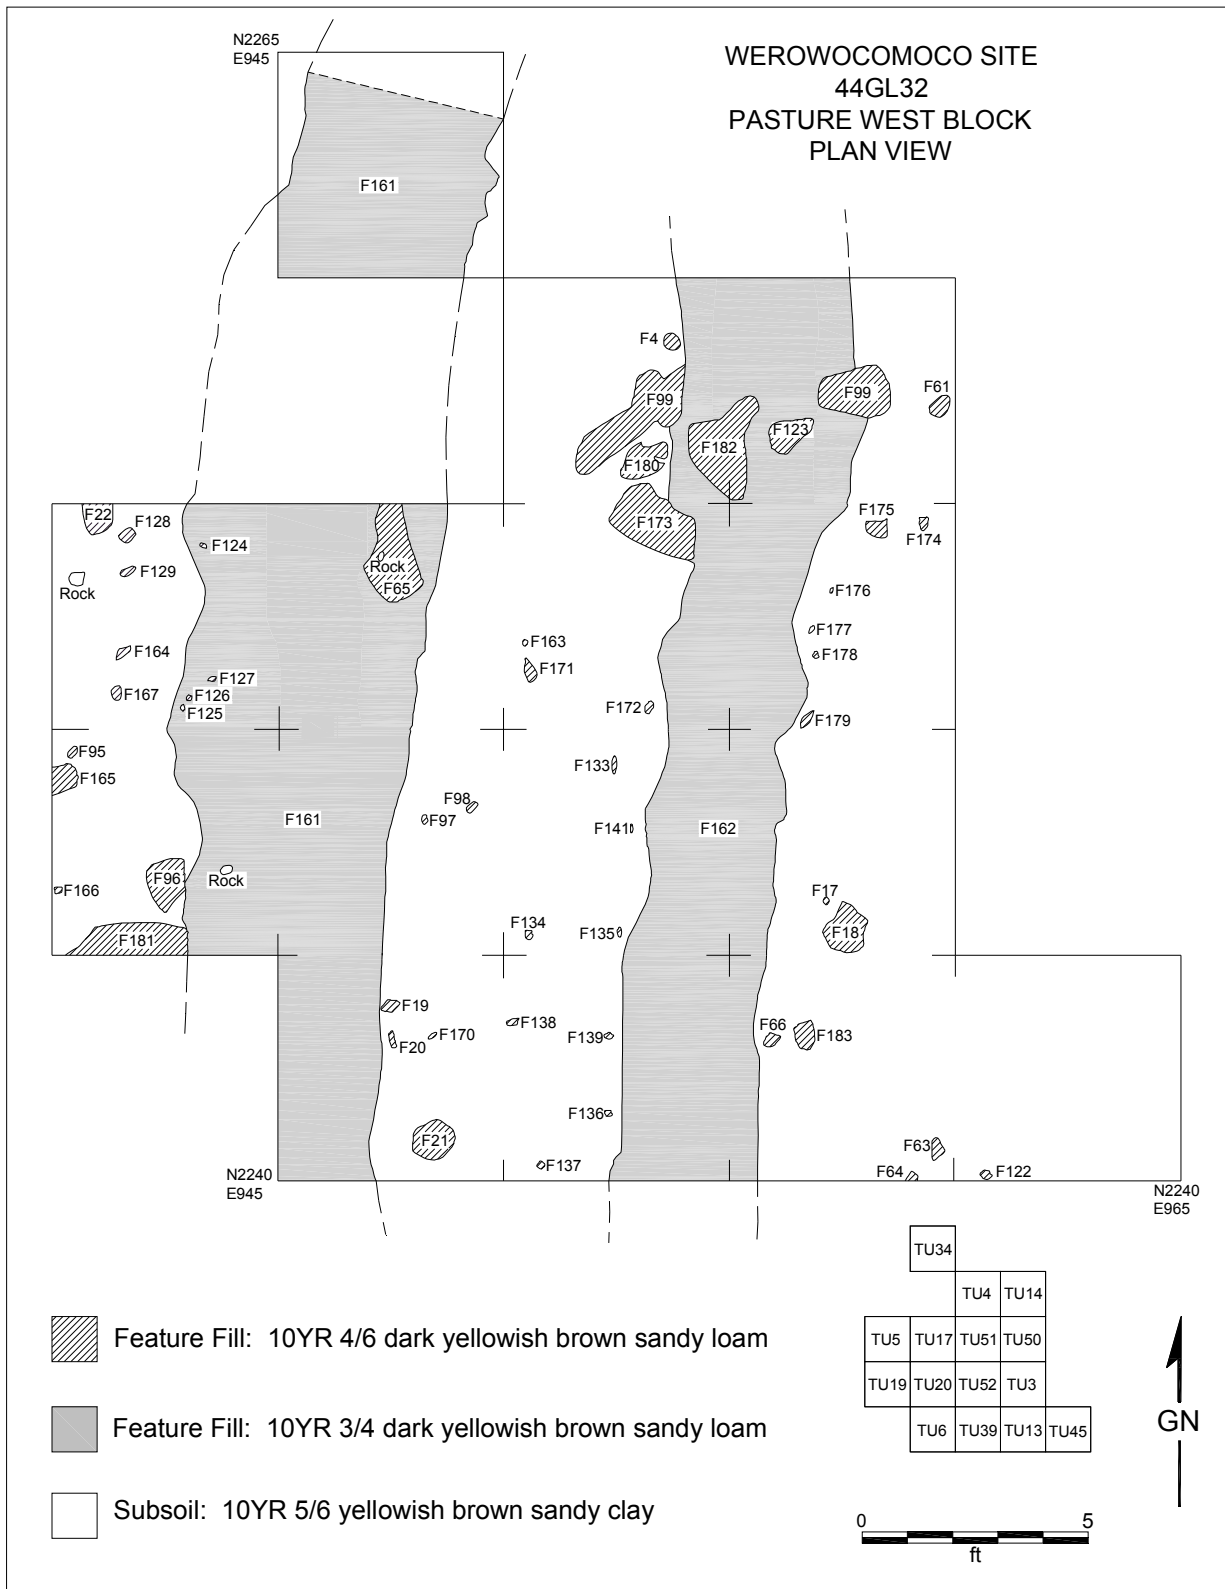 N2265
E945
WEROWOCOMOCO SITE
44GL32
PASTURE WEST BLOCK
PLAN VIEW
F161
F4
F99
F99
F61
F182
F123
F180
F22
F128
F173
F175
F174
F124
Rock
F129
Rock
F65
F176
F177
F163
F178
F164
F171
F127
F167
F126
F125
F172
F179
F95
F165
F133
F98
F97
F161
F141
F162
F96
Rock
F166
F17
F181
F134
F135
F18
F19
F138
F20
F170
F139
F66
F183
F136
F21
F137
F63
F64
F122
N2240
E945
N2240
E965
TU34
TU4 TU14
TU5 TU17 TU51 TU50
TU19 TU20 TU52 TU3
TU6 TU39 TU13 TU45
GN
Feature Fill: 10YR 4/6 dark yellowish brown sandy loam
Feature Fill: 10YR 3/4 dark yellowish brown sandy loam
Subsoil: 10YR 5/6 yellowish brown sandy clay
0 5
ft